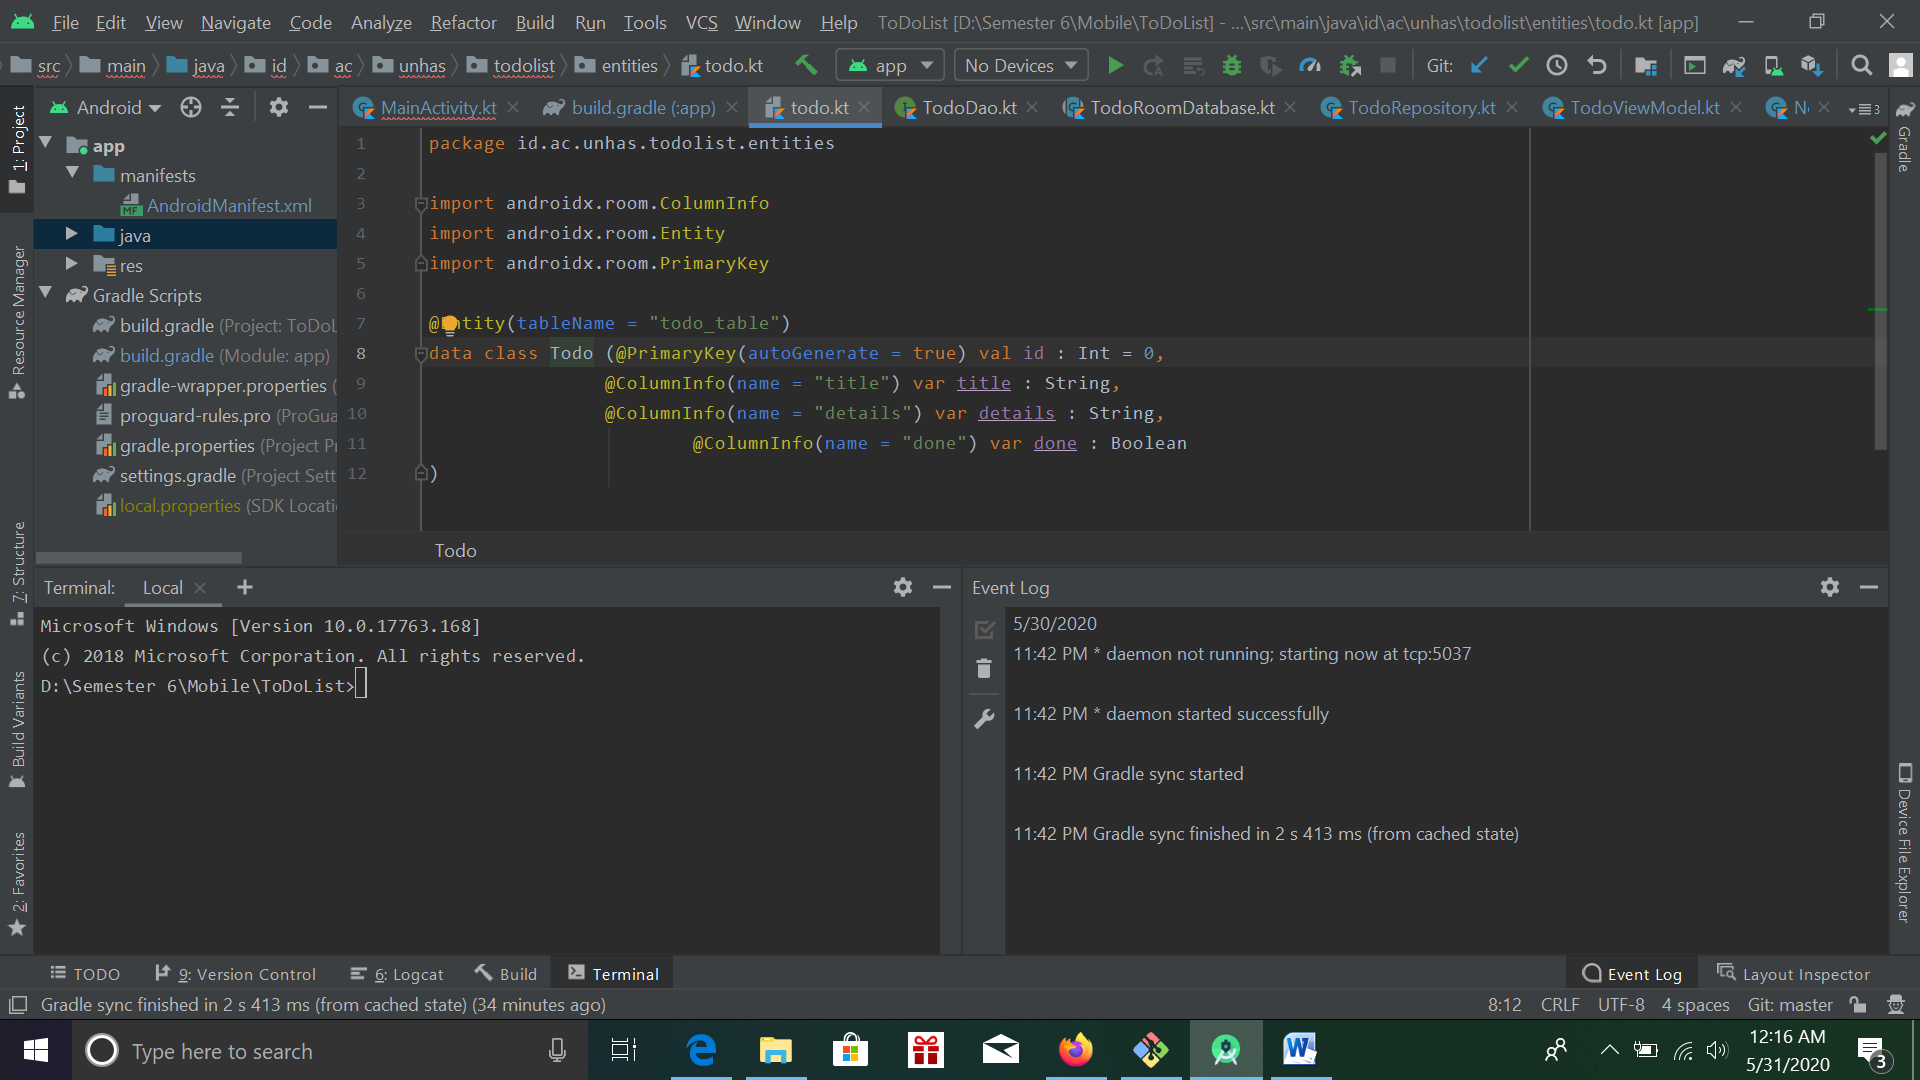 File Edit View Navigate Code Analyze Refactor Build Run Tools VCS Window Help ToDoList [D:\Semester 6\Mobile\ToDoList] - ...\src\main\java\id\ac\unhas\todolist\entities\todo.kt [app]
src main java id ac unhas todolist entities todo.kt app No Devices Git:
1: Project
Resource Manager
7: Structure
Build Variants
2: Favorites
Android
app
manifests
MF AndroidManifest.xml
java
res
Gradle Scripts
build.gradle (Project: ToDoL
build.gradle (Module: app)
gradle-wrapper.properties (
proguard-rules.pro (ProGua
gradle.properties (Project Pr
settings.gradle (Project Sett
local.properties (SDK Locati
MainActivity.kt build.gradle (:app) todo.kt TodoDao.kt TodoRoomDatabase.kt TodoRepository.kt TodoViewModel.kt 3
1 package id.ac.unhas.todolist.entities
2
3 import androidx.room.ColumnInfo
4 import androidx.room.Entity
5 import androidx.room.PrimaryKey
6
7 @Entity(tableName = "todo_table")
8 data class Todo (@PrimaryKey(autoGenerate = true) val id : Int = 0,
9 @ColumnInfo(name = "title") var title : String,
10 @ColumnInfo(name = "details") var details : String,
11 @ColumnInfo(name = "done") var done : Boolean
12 )
Todo
Gradle
Device File Explorer
Terminal: Local
Microsoft Windows [Version 10.0.17763.168]
(c) 2018 Microsoft Corporation. All rights reserved.
D:\Semester 6\Mobile\ToDoList>
Event Log
5/30/2020
11:42 PM * daemon not running; starting now at tcp:5037
11:42 PM * daemon started successfully
11:42 PM Gradle sync started
11:42 PM Gradle sync finished in 2 s 413 ms (from cached state)
TODO 9: Version Control 6: Logcat Build Terminal Event Log Layout Inspector
Gradle sync finished in 2 s 413 ms (from cached state) (34 minutes ago) 8:12 CRLF UTF-8 4 spaces Git: master
Type here to search
12:16 AM
5/31/2020
3